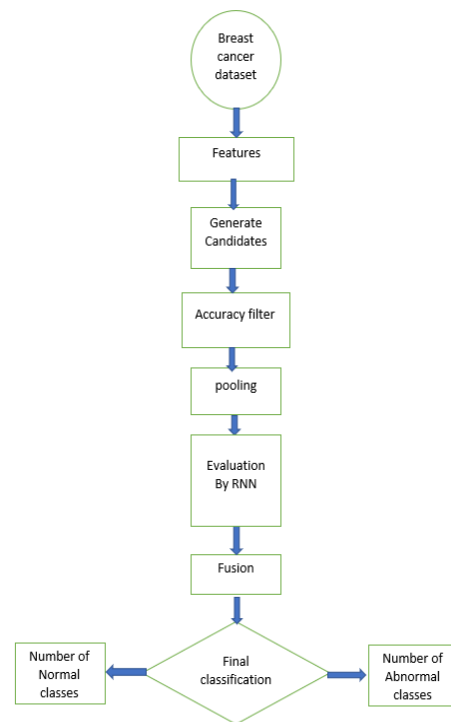 Breast
cancer
dataset
Features
Generate
Candidates
Accuracy filter
pooling
Evaluation
By RNN
Fusion
Final
classification
Number of
Normal
classes
Number of
Abnormal
classes